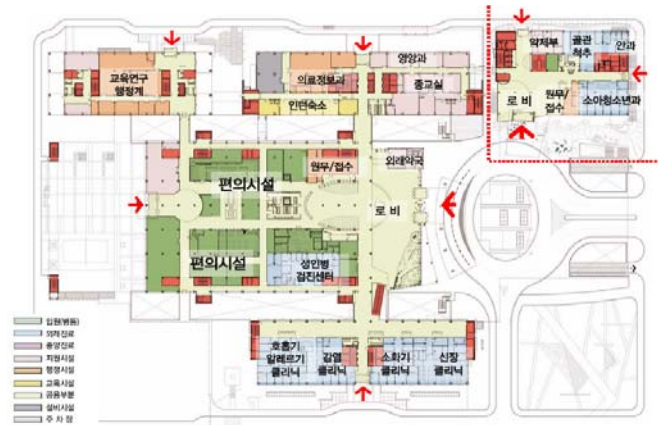 영양과
의료정보과
종교실
교육연구
행정계
인턴숙소
약제부
골관
척추
안과
로 비
원무/
접수
소아청소년과
편의시설
원무/접수
외래약국
로 비
편의시설
성인병
검진센터
호흡기
알레르기
클리닉
감염
클리닉
소화기
클리닉
신장
클리닉
입원(병동)
외래진료
중앙진료
지원시설
행정시설
교육시설
공용부분
설비시설
주 차 장